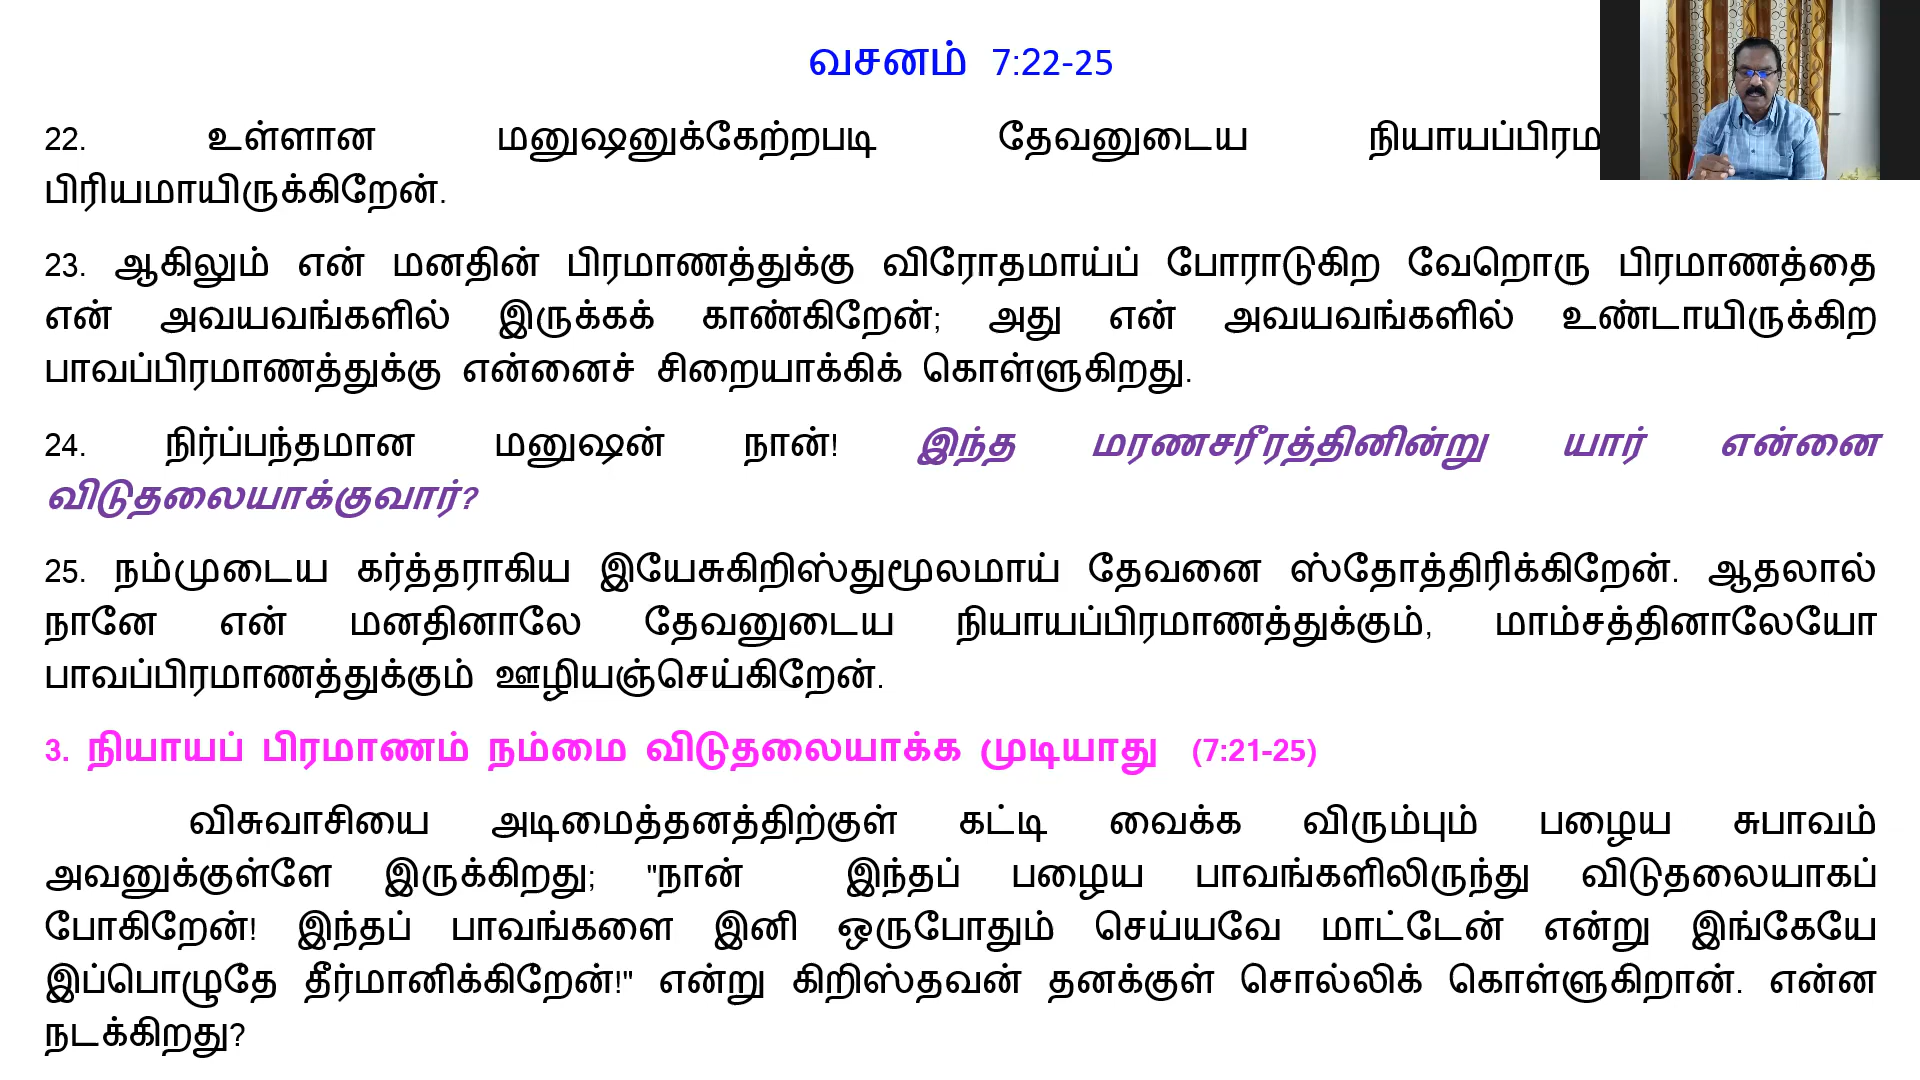 வசனம் 7:22-25
22. உள்ளான மனுஷனுக்கேற்றபடி தேவனுடைய
பிரியமாயிருக்கிறேன்.
23. ஆகிலும் என் மனதின் பிரமாணத்துக்கு விரோதமாய்ப் போராடுகிற வேறொரு பிரமாணத்தை
என் அவயவங்களில் இருக்கக் காண்கிறேன்; அது என் அவயவங்களில் உண்டாயிருக்கிற
பாவப்பிரமாணத்துக்கு என்னைச் சிறையாக்கிக் கொள்ளுகிறது.
24. நிர்ப்பந்தமான மனுஷன் நான்! இந்த மரணசரீரத்தினின்று யார் என்னை
விடுதலையாக்குவார்?
25. நம்முடைய கர்த்தராகிய இயேசுகிறிஸ்துமூலமாய் தேவனை ஸ்தோத்திரிக்கிறேன். ஆதலால்
நானே என் மனதினாலே தேவனுடைய நியாயப்பிரமாணத்துக்கும், மாம்சத்தினாலேயோ
பாவப்பிரமாணத்துக்கும் ஊழியஞ்செய்கிறேன்.
3. நியாயப் பிரமாணம் நம்மை விடுதலையாக்க முடியாது (7:21-25)
விசுவாசியை அடிமைத்தனத்திற்குள் கட்டி வைக்க விரும்பும் பழைய சுபாவம்
அவனுக்குள்ளே இருக்கிறது; "நான் இந்தப் பழைய பாவங்களிலிருந்து விடுதலையாகப்
போகிறேன்! இந்தப் பாவங்களை இனி ஒருபோதும் செய்யவே மாட்டேன் என்று இங்கேயே
இப்பொழுதே தீர்மானிக்கிறேன்!" என்று கிறிஸ்தவன் தனக்குள் சொல்லிக் கொள்ளுகிறான். என்ன
நடக்கிறது?